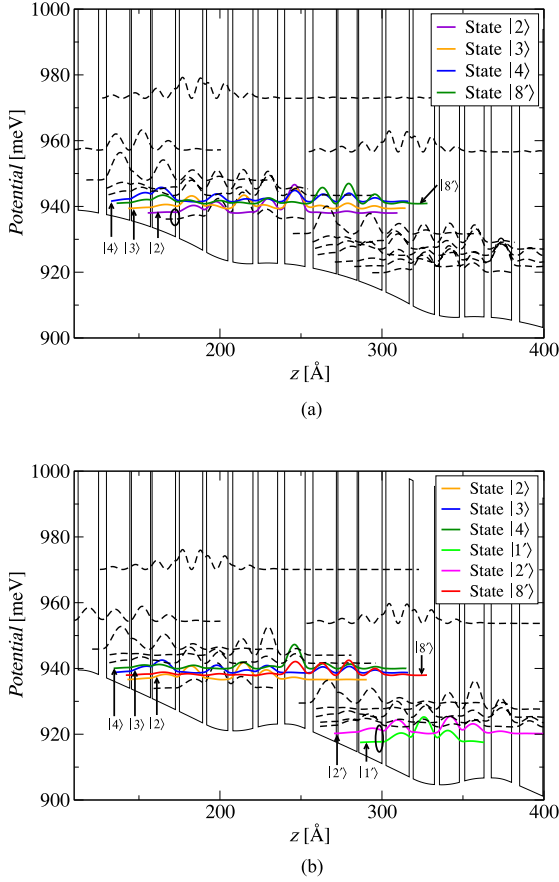 1000
980
960
940
920
900
Potential [meV]
State |2⟩
State |3⟩
State |4⟩
State |8′⟩
|8′⟩
|4⟩ |3⟩ |2⟩
200 300 400
z [Å]
(a)
1000
980
960
940
920
900
Potential [meV]
State |2⟩
State |3⟩
State |4⟩
State |1′⟩
State |2′⟩
State |8′⟩
|8′⟩
|4⟩ |3⟩ |2⟩
|2′⟩ |1′⟩
200 300 400
z [Å]
(b)